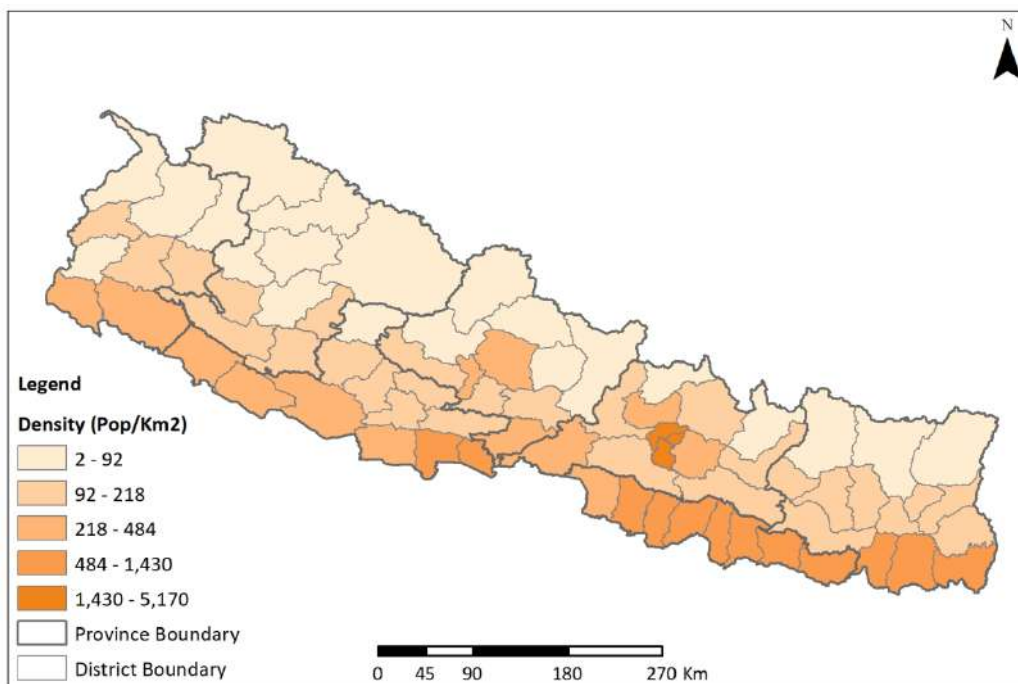 N
Legend
Density (Pop/Km2)
2 - 92
92 - 218
218 - 484
484 - 1,430
1,430 - 5,170
Province Boundary
District Boundary
0 45 90 180 270 Km